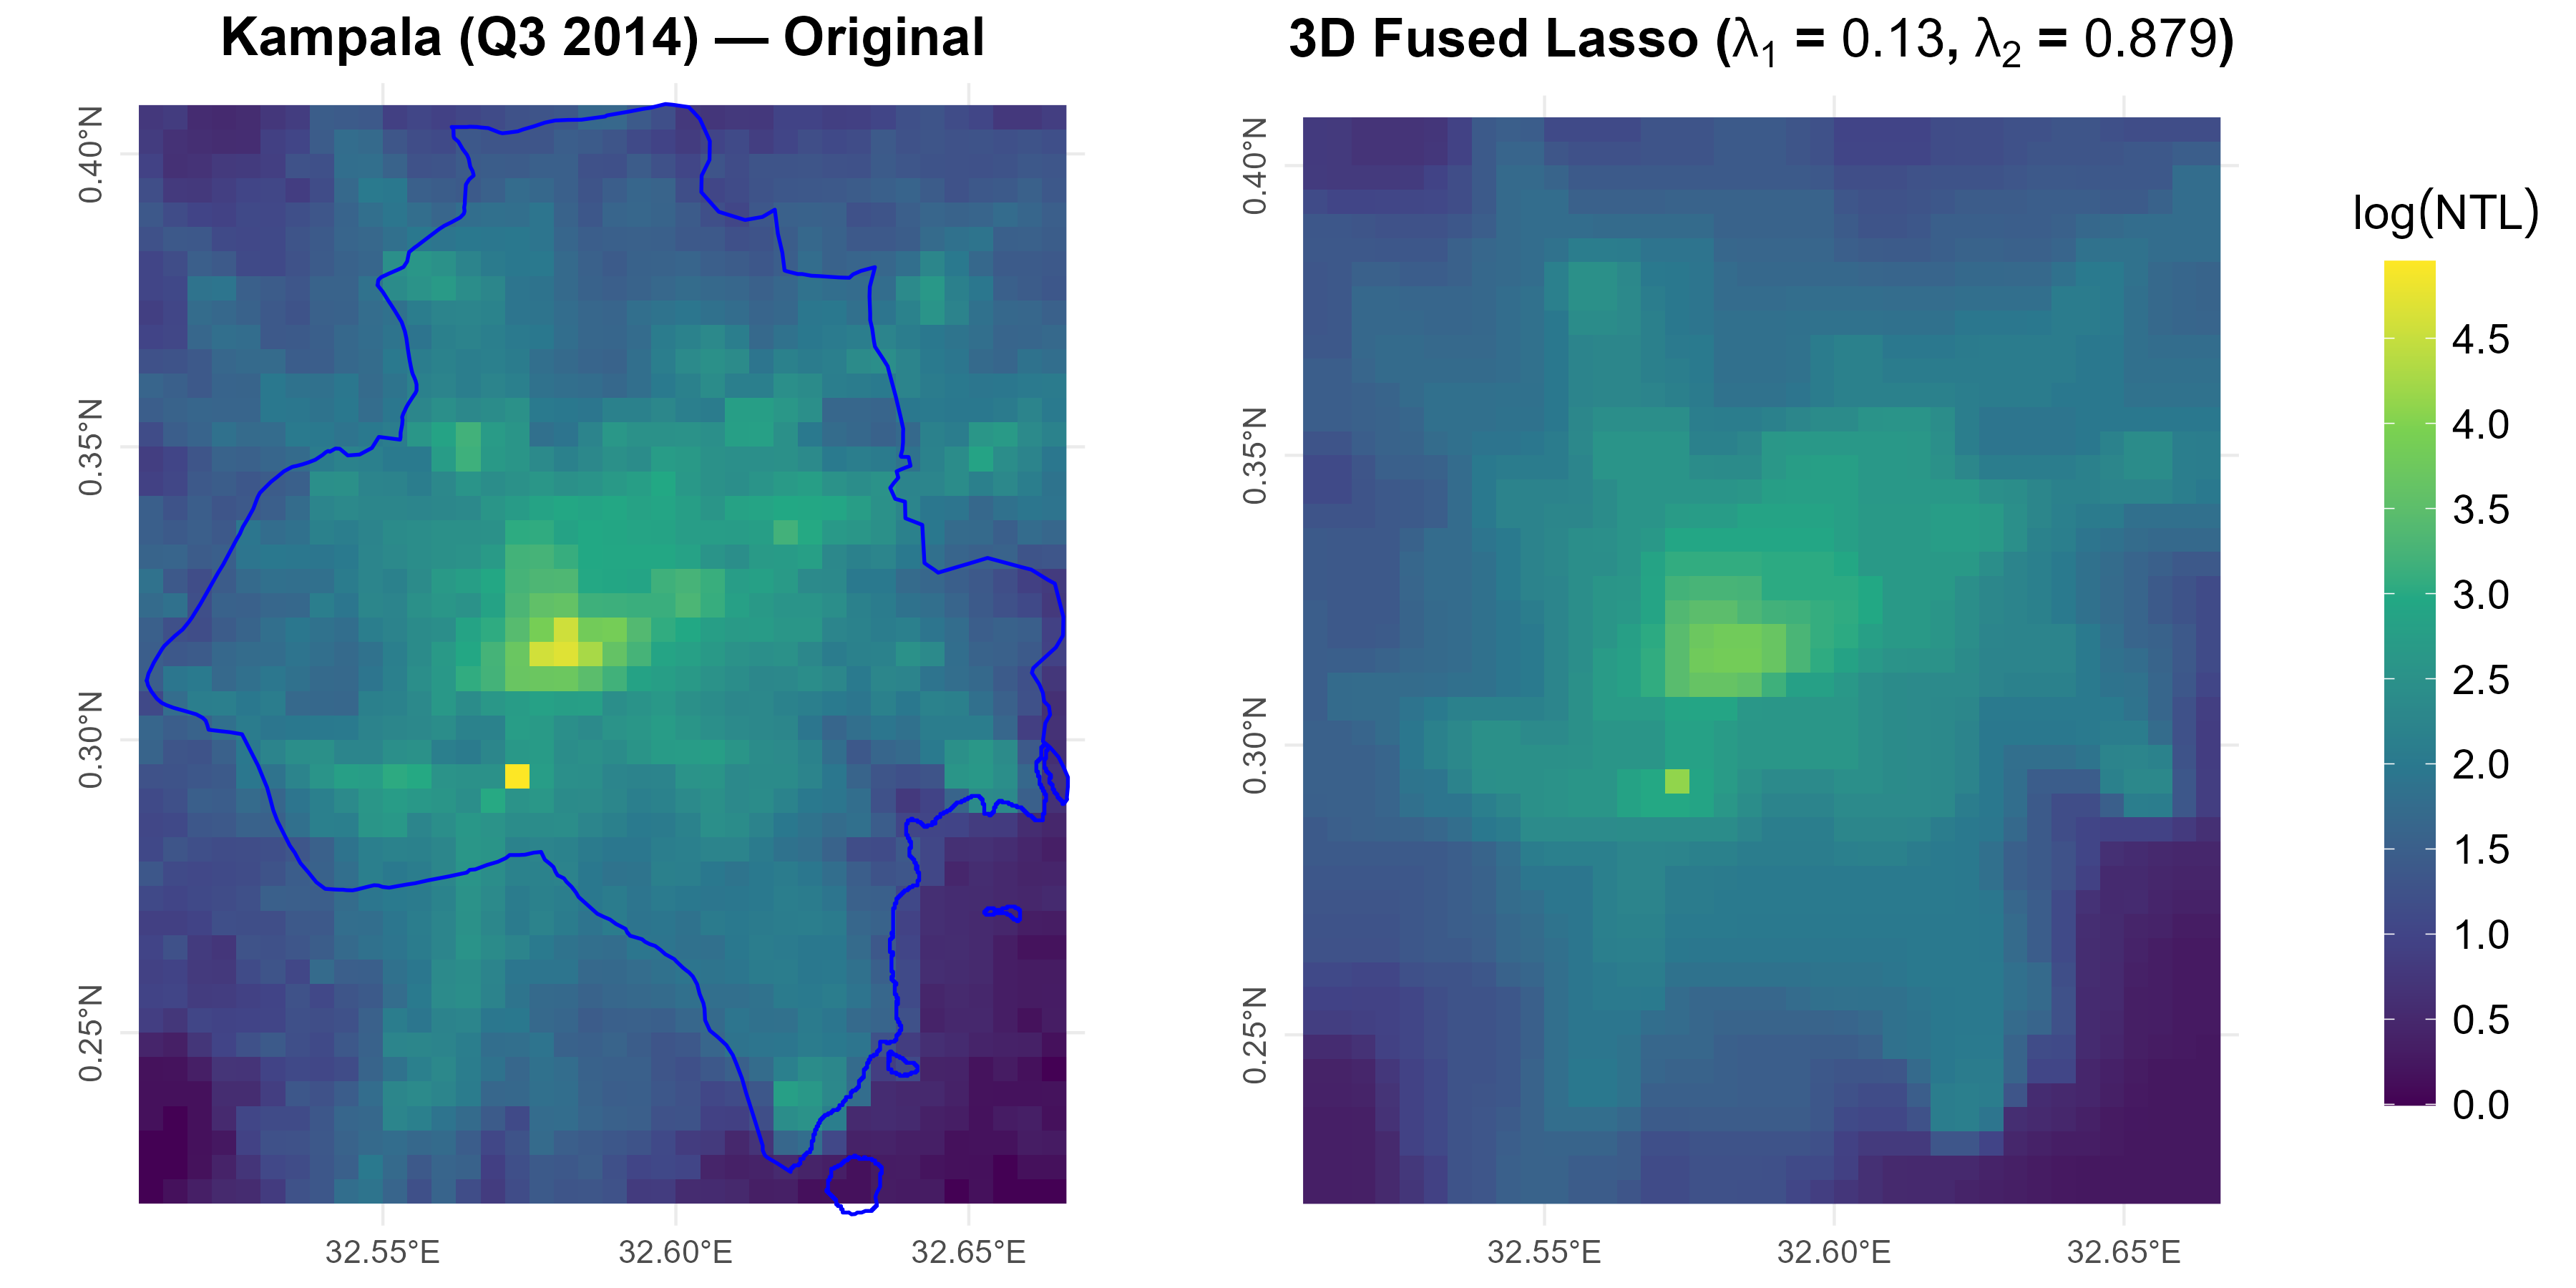 Kampala (Q3 2014) — Original
0.40°N
0.35°N
0.30°N
0.25°N
32.55°E
32.60°E
32.65°E
3D Fused Lasso (λ₁ = 0.13, λ₂ = 0.879)
0.40°N
0.35°N
0.30°N
0.25°N
32.55°E
32.60°E
32.65°E
log(NTL)
4.5
4.0
3.5
3.0
2.5
2.0
1.5
1.0
0.5
0.0